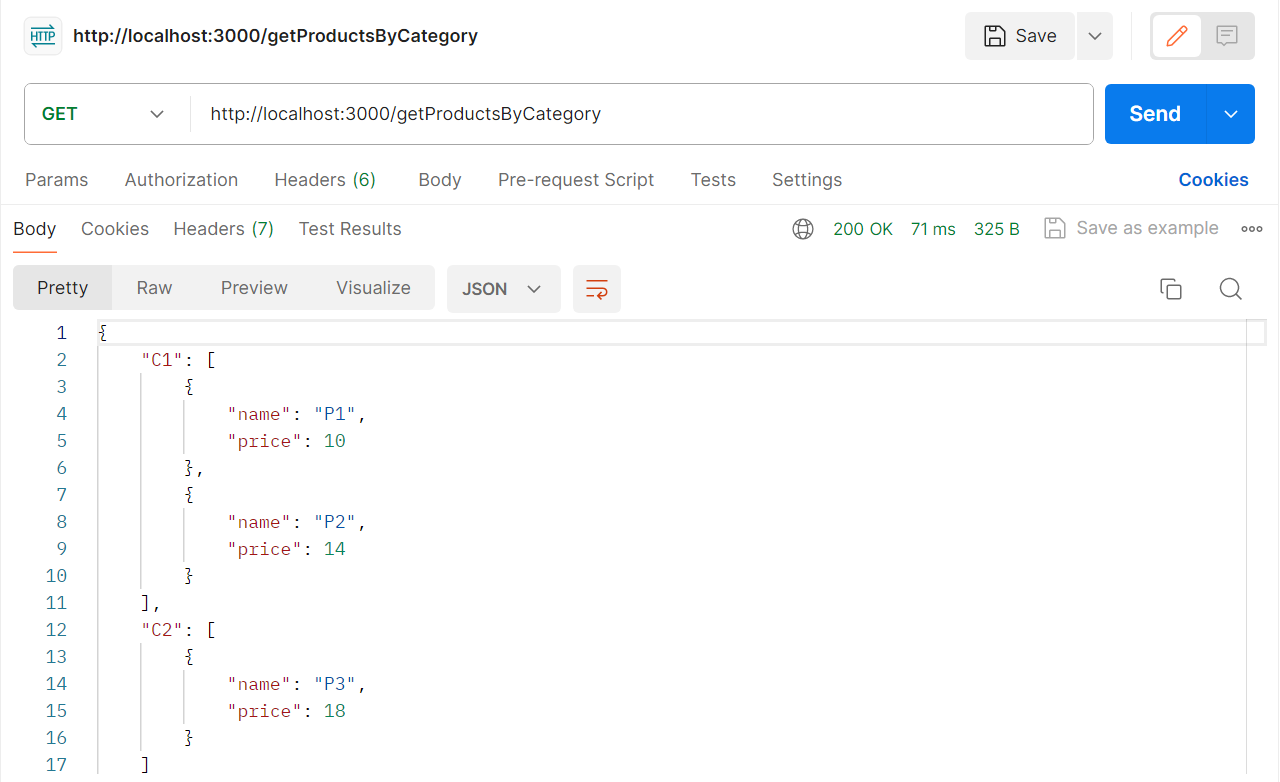 HTTP http://localhost:3000/getProductsByCategory Save
GET http://localhost:3000/getProductsByCategory Send
Params Authorization Headers (6) Body Pre-request Script Tests Settings Cookies
Body Cookies Headers (7) Test Results 200 OK 71 ms 325 B Save as example
Pretty Raw Preview Visualize JSON
1 {
2 "C1": [
3 {
4 "name": "P1",
5 "price": 10
6 },
7 {
8 "name": "P2",
9 "price": 14
10 }
11 ],
12 "C2": [
13 {
14 "name": "P3",
15 "price": 18
16 }
17 ]